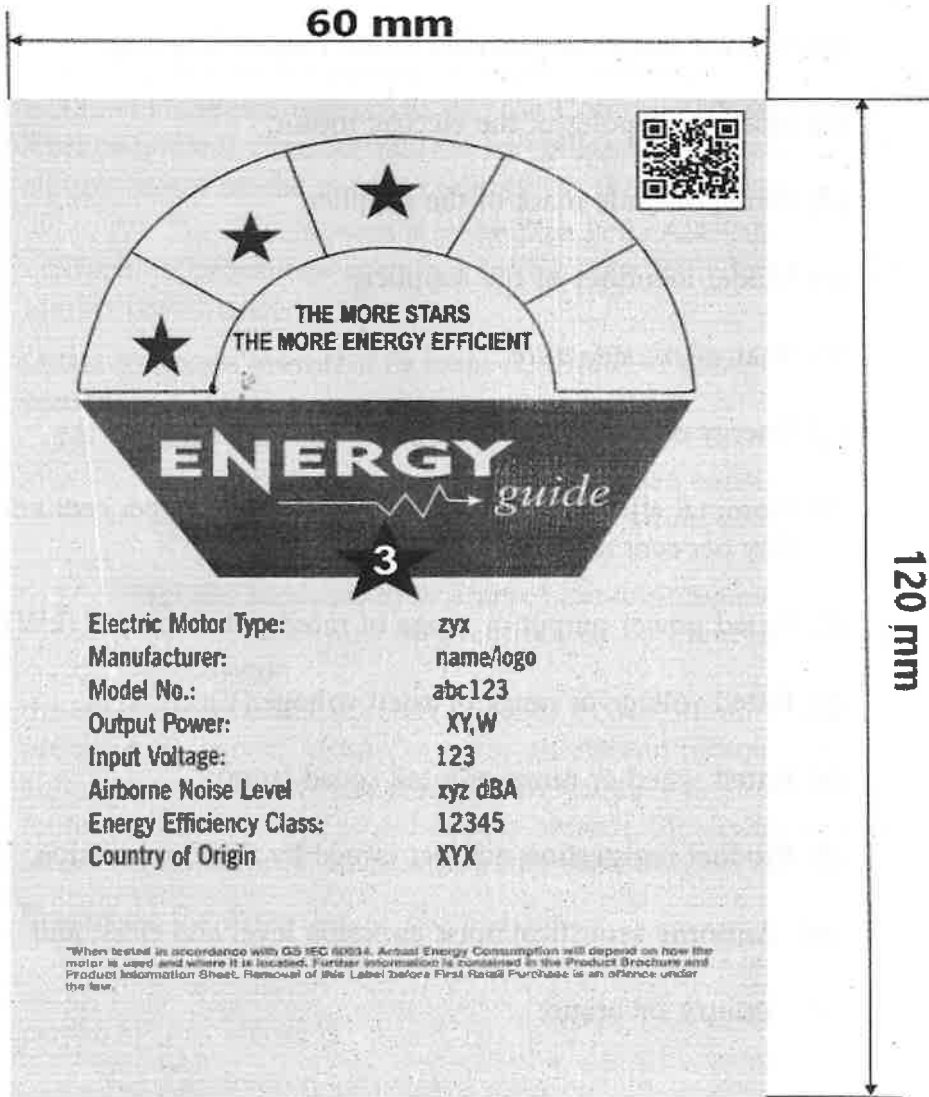 60 mm
THE MORE STARS
THE MORE ENERGY EFFICIENT
ENERGY
guide
3
120 mm
Electric Motor Type: zyx
Manufacturer: name/logo
Model No.: abc123
Output Power: XY,W
Input Voltage: 123
Airborne Noise Level xyz dBA
Energy Efficiency Class: 12345
Country of Origin XYX
"When tested in accordance with GS IEC 60034. Actual Energy Consumption will depend on how the
motor is used and where it is located. Further information is contained in the Product Brochure and
Product Information Sheet. Removal of this Label before First Retail Purchase is an offence under
the law.